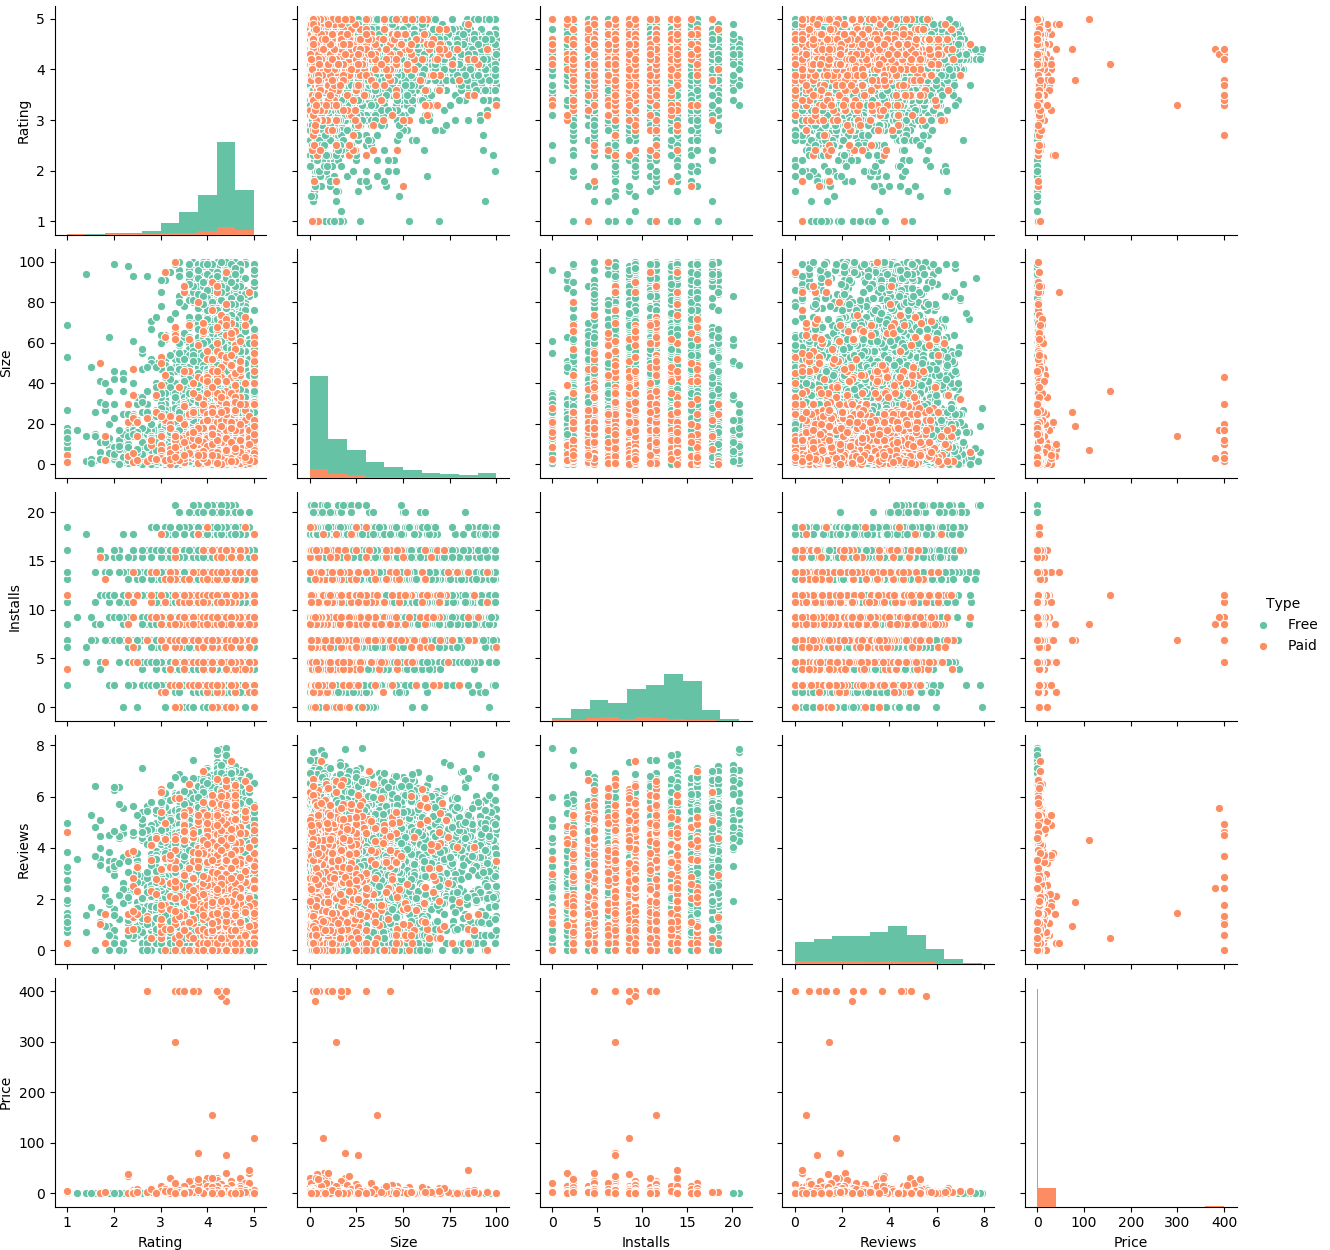 5
4
3
2
1
Rating
100
80
60
40
20
0
Size
20
15
10
5
0
Installs
Type
Free
Paid
8
6
4
2
0
Reviews
400
300
200
100
0
Price
1 2 3 4 5
0 25 50 75 100
0 5 10 15 20
0 2 4 6 8
0 100 200 300 400
Rating
Size
Installs
Reviews
Price